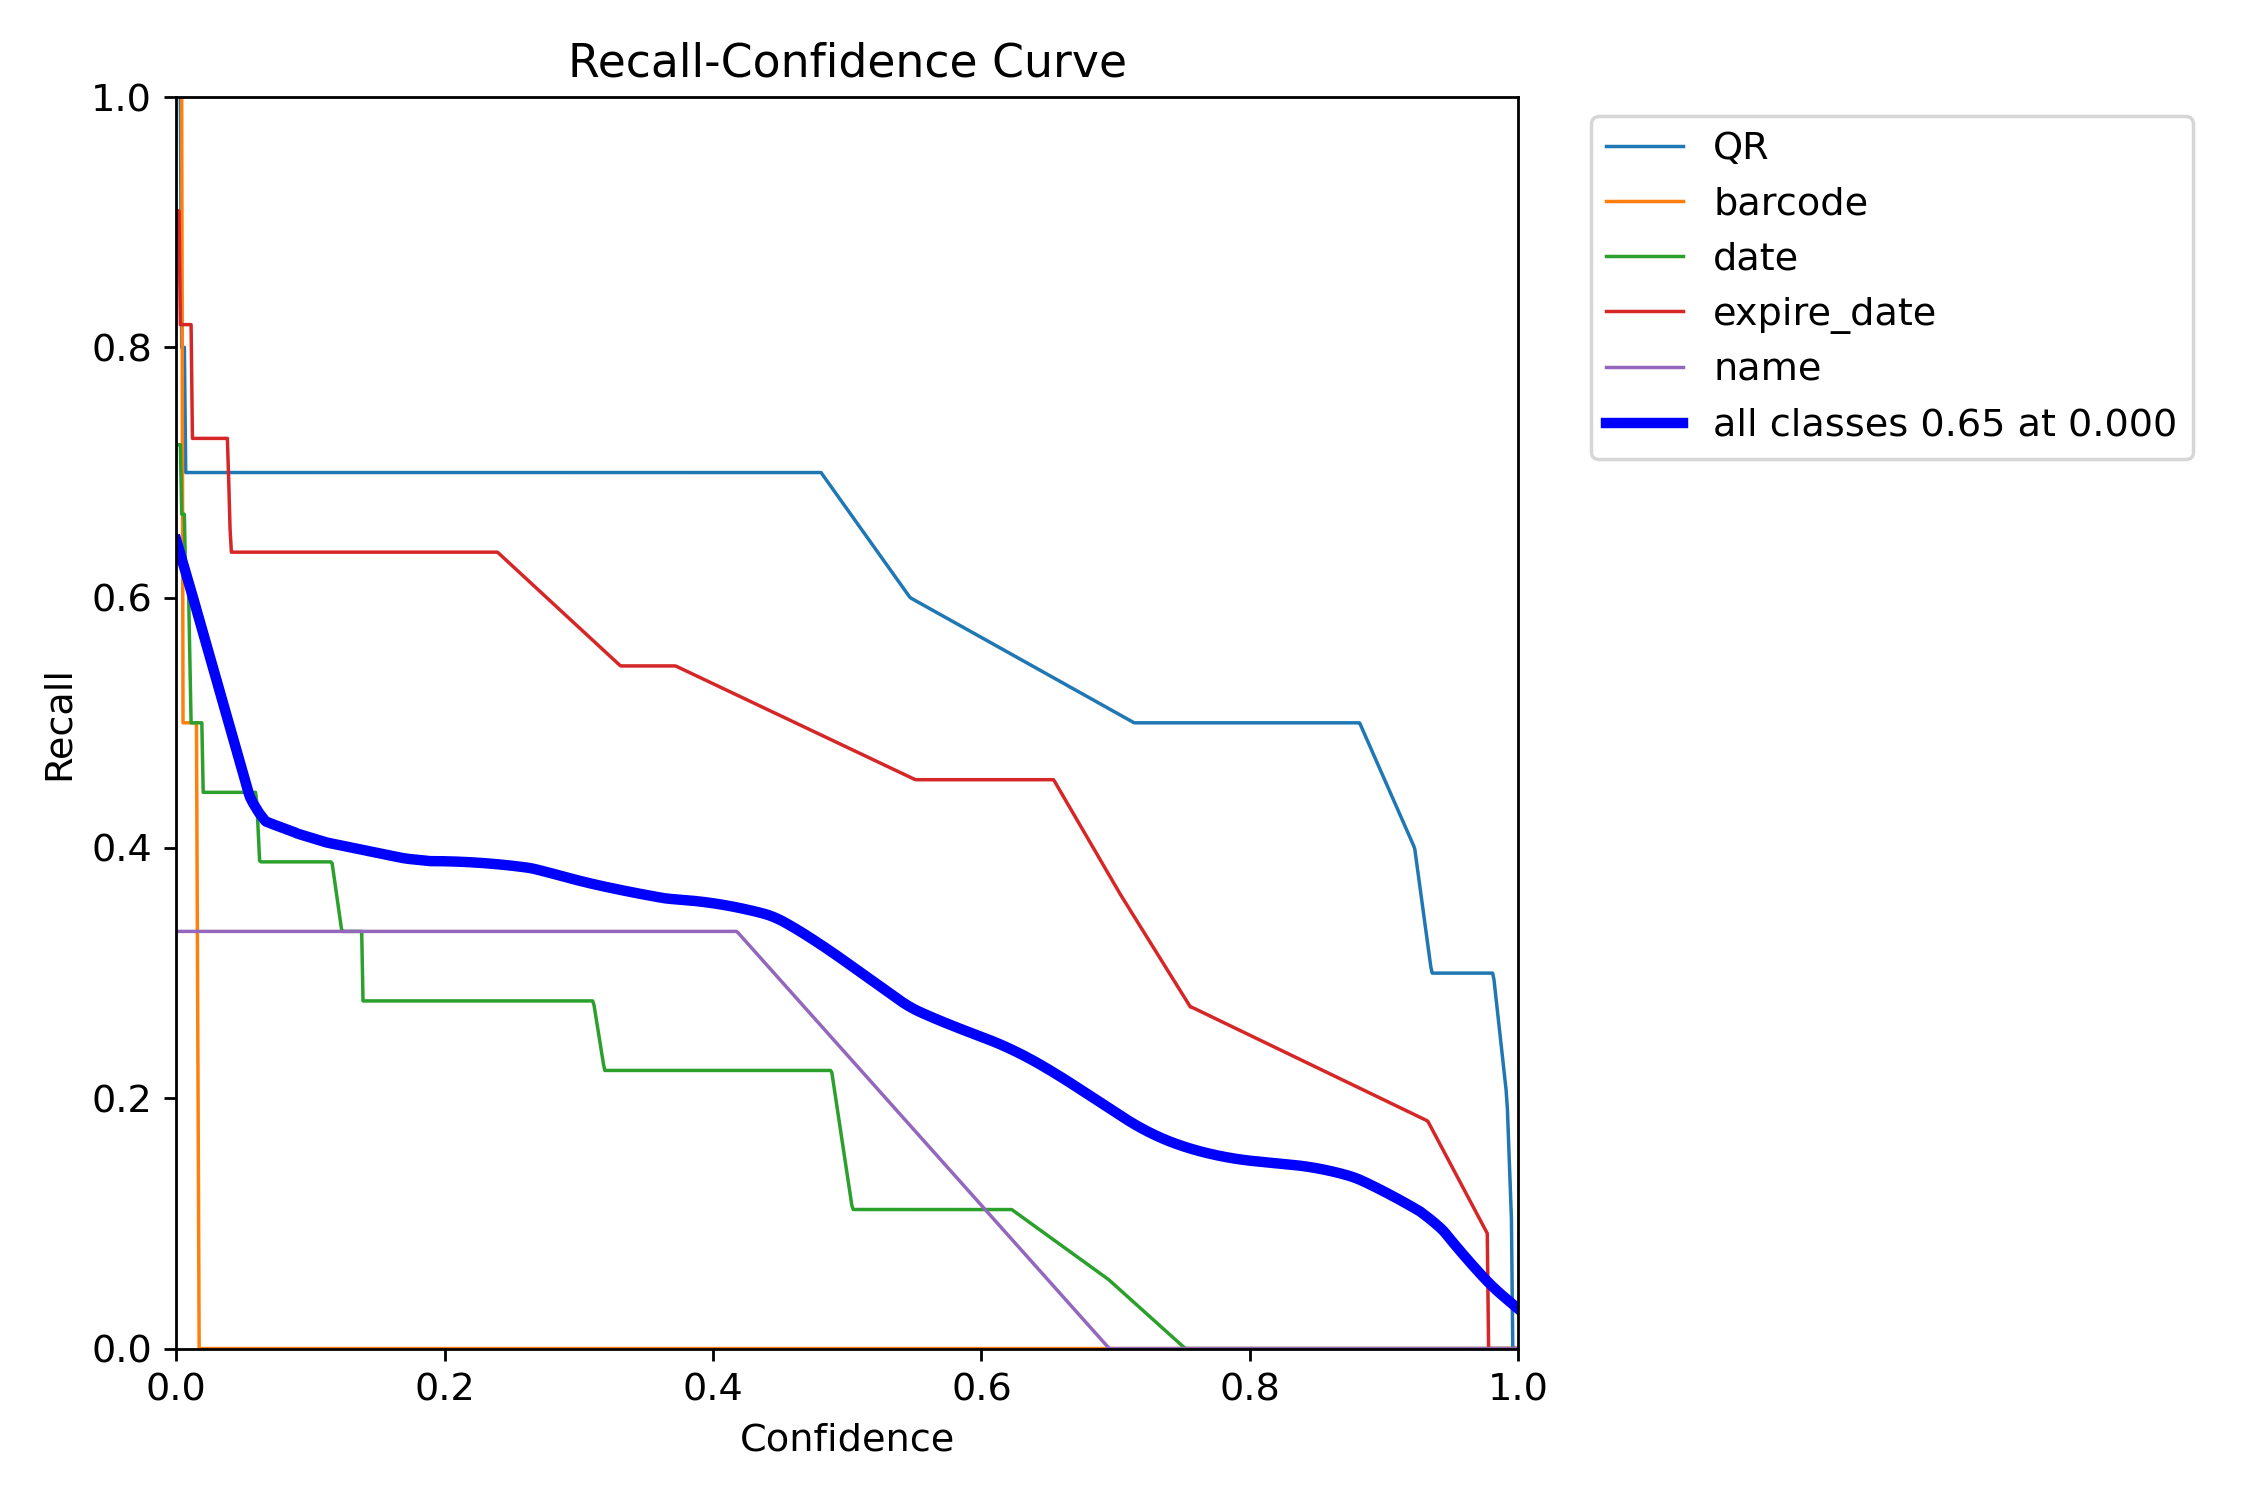 Recall-Confidence Curve
1.0
0.8
0.6
0.4
0.2
0.0
Recall
0.0 0.2 0.4 0.6 0.8 1.0
Confidence
QR
barcode
date
expire_date
name
all classes 0.65 at 0.000